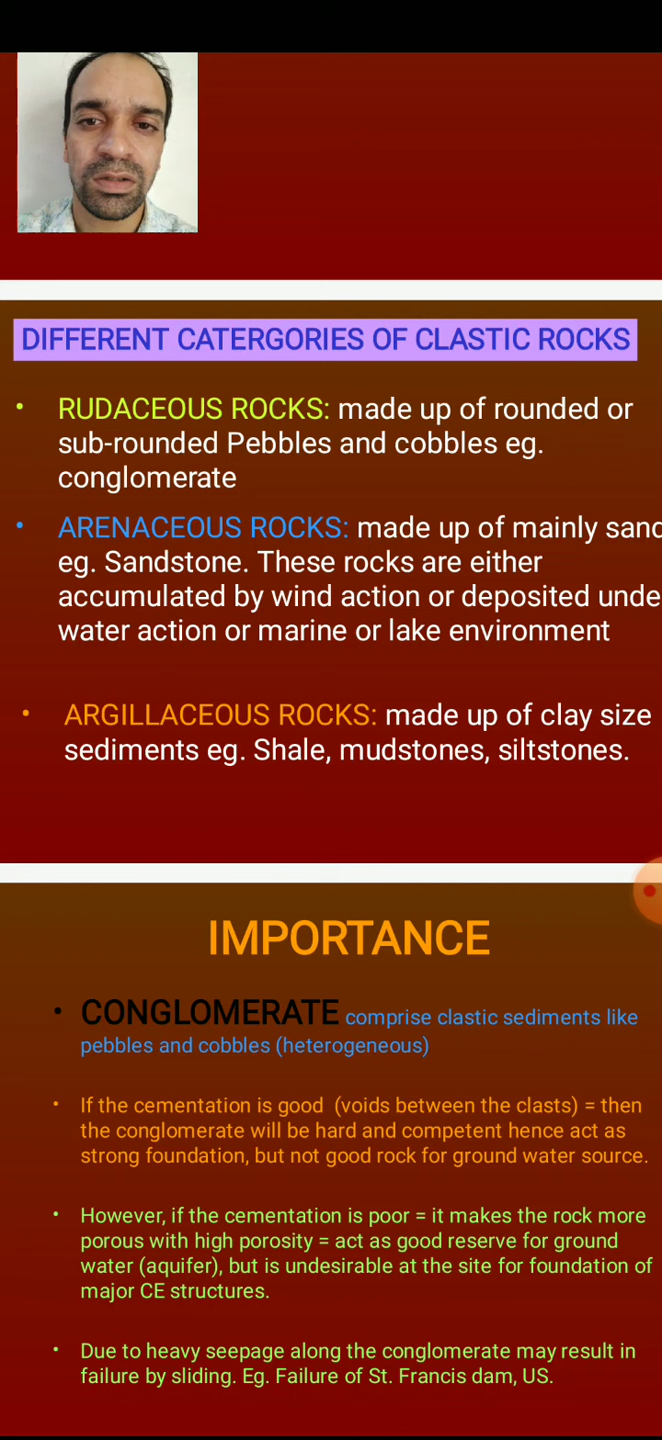 DIFFERENT CATERGORIES OF CLASTIC ROCKS
• RUDACEOUS ROCKS: made up of rounded or
sub-rounded Pebbles and cobbles eg.
conglomerate
• ARENACEOUS ROCKS: made up of mainly sand
eg. Sandstone. These rocks are either
accumulated by wind action or deposited unde
water action or marine or lake environment
• ARGILLACEOUS ROCKS: made up of clay size
sediments eg. Shale, mudstones, siltstones.
IMPORTANCE
• CONGLOMERATE comprise clastic sediments like
pebbles and cobbles (heterogeneous)
• If the cementation is good (voids between the clasts) = then
the conglomerate will be hard and competent hence act as
strong foundation, but not good rock for ground water source.
• However, if the cementation is poor = it makes the rock more
porous with high porosity = act as good reserve for ground
water (aquifer), but is undesirable at the site for foundation of
major CE structures.
• Due to heavy seepage along the conglomerate may result in
failure by sliding. Eg. Failure of St. Francis dam, US.